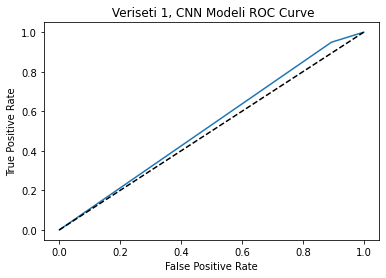 Veriseti 1, CNN Modeli ROC Curve
True Positive Rate
1.0
0.8
0.6
0.4
0.2
0.0
0.0 0.2 0.4 0.6 0.8 1.0
False Positive Rate